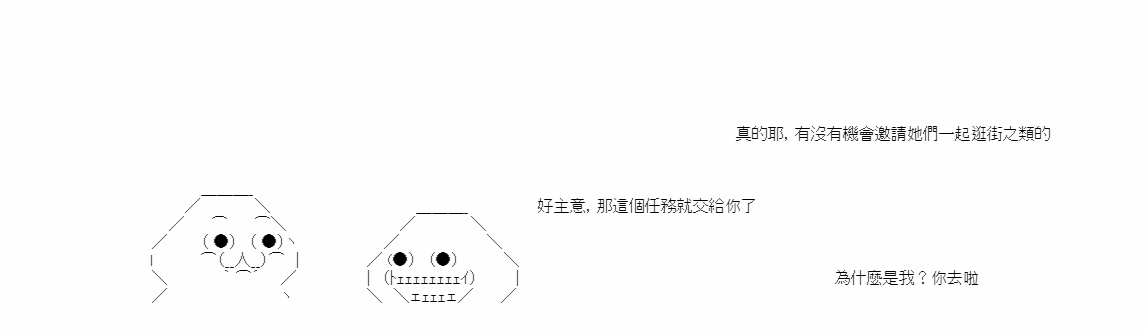 真的耶, 有沒有機會邀請她們一起逛街之類的
好主意, 那這個任務就交給你了
為什麼是我？你去啦